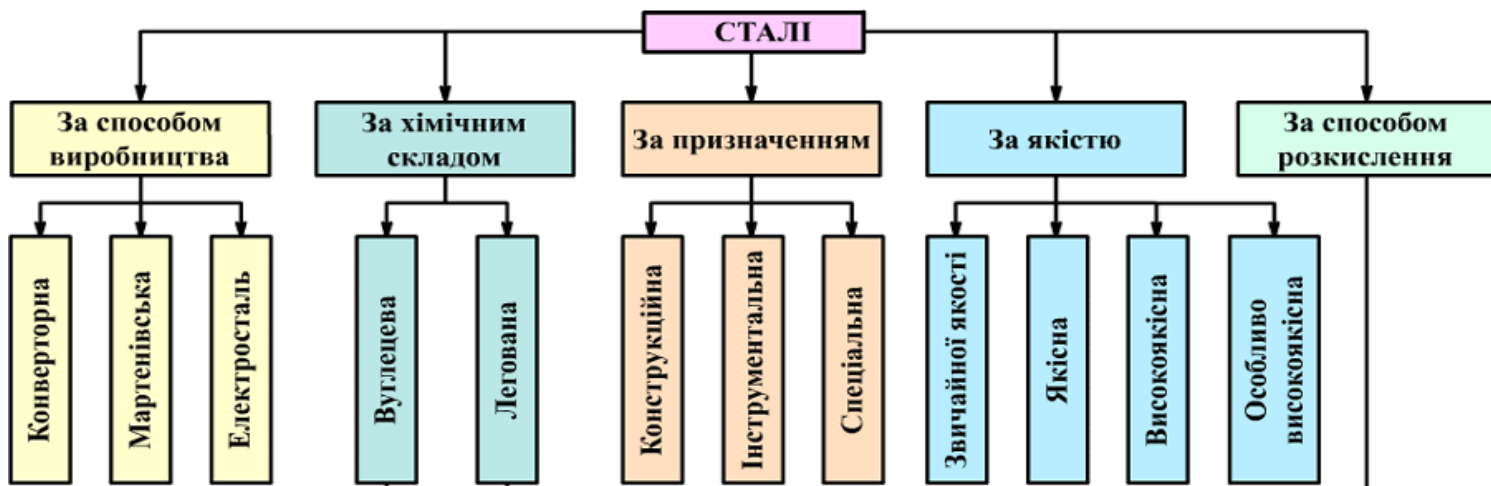 СТАЛІ
За способом
виробництва
За хімічним
складом
За призначенням
За якістю
За способом
розкислення
Конверторна
Мартенівська
Електросталь
Вуглецева
Легована
Конструкційна
Інструментальна
Спеціальна
Звичайної якості
Якісна
Високоякісна
Особливо
високоякісна